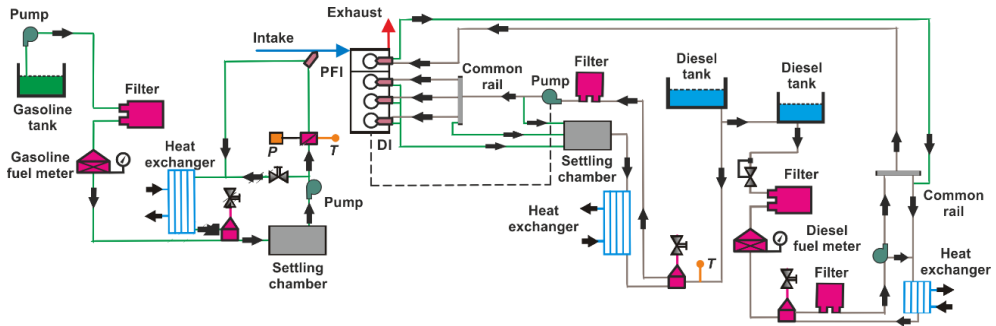 Pump
Gasoline
tank
Filter
Gasoline
fuel meter
Heat
exchanger
Intake
Exhaust
PFI
DI
P
T
Pump
Settling
chamber
Common
rail
Pump
Filter
Settling
chamber
Heat
exchanger
Diesel
tank
Diesel
tank
T
Filter
Diesel
fuel meter
Filter
Common
rail
Heat
exchanger